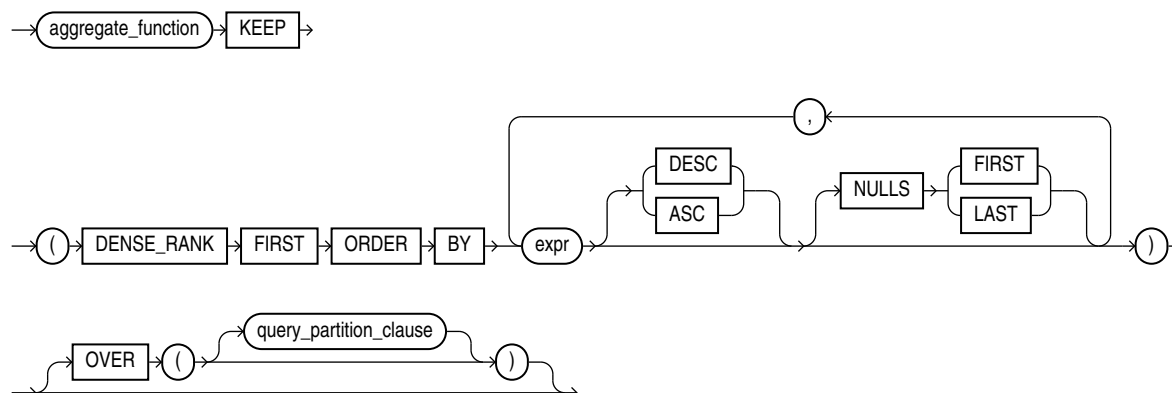 aggregate_function KEEP
,
DESC FIRST
NULLS
ASC LAST
( DENSE_RANK FIRST ORDER BY expr )
query_partition_clause
OVER ( )